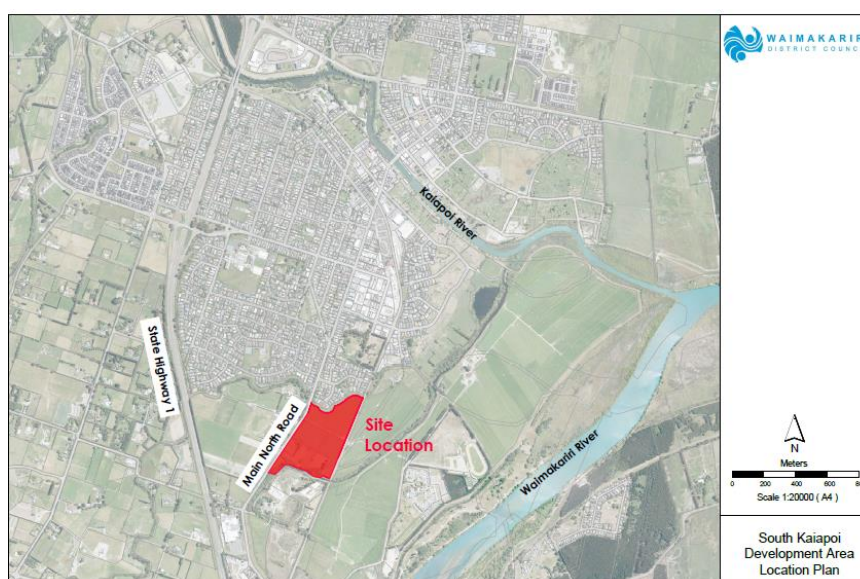 WAIMAKARIRI
DISTRICT COUNCIL
Kaiapoi River
State Highway 1
Main North Road
Site
Location
Waimakariri River
N
Meters
0 200 400 600 800
Scale 1:20000 ( A4 )
South Kaiapoi
Development Area
Location Plan